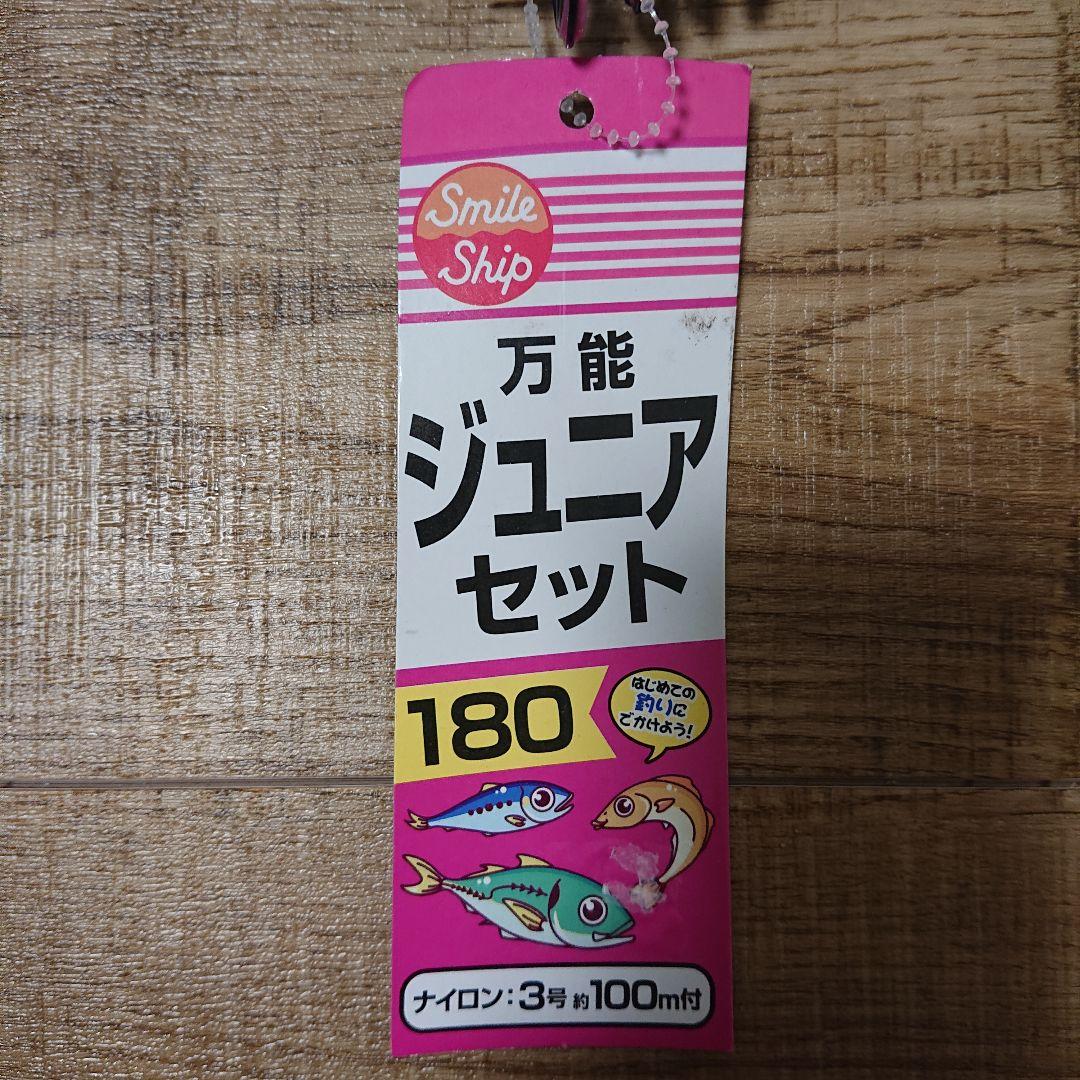 Smile
Ship
万能
ジュニア
セット
180
はじめての
釣りに
でかけよう!
ナイロン:3号 約100m付